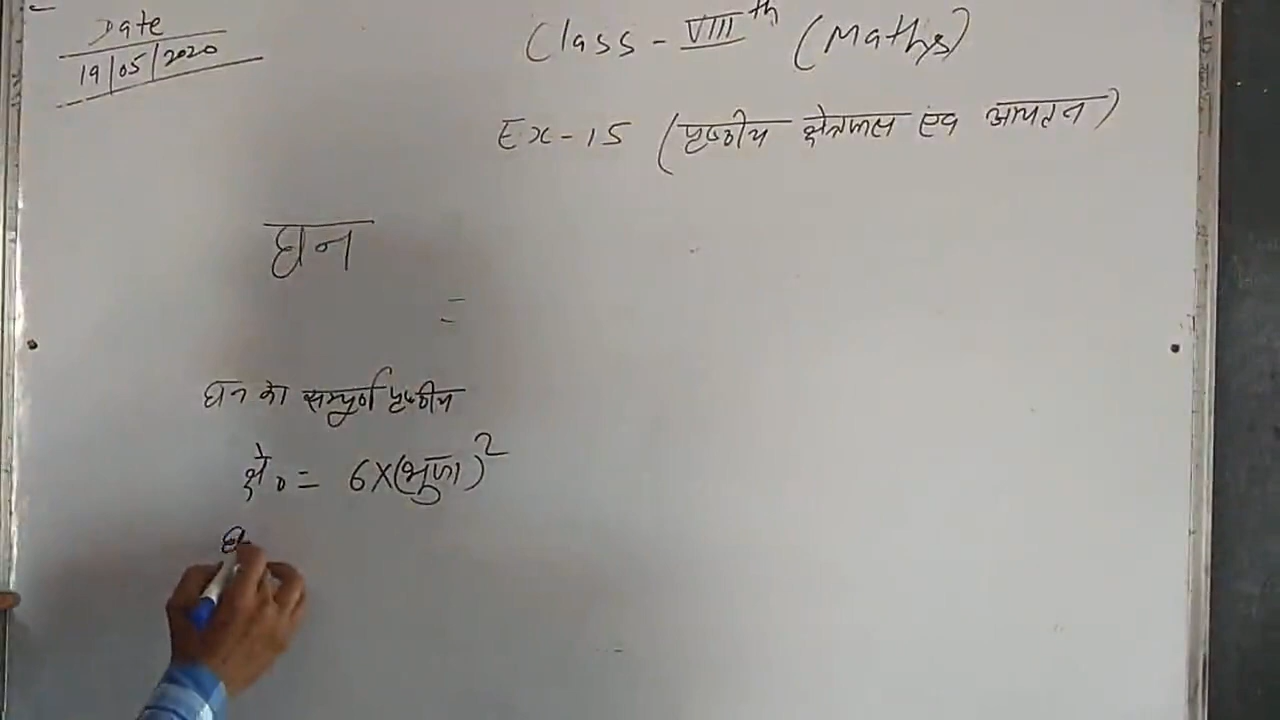 Date
19/05/2020
Class - VIIIth (Maths)
Ex-15 (पृष्ठीय क्षेत्रफल एवं आयतन)
घन
=
घन का सम्पूर्ण पृष्ठीय
क्षे० = 6×(भुजा)²
घ